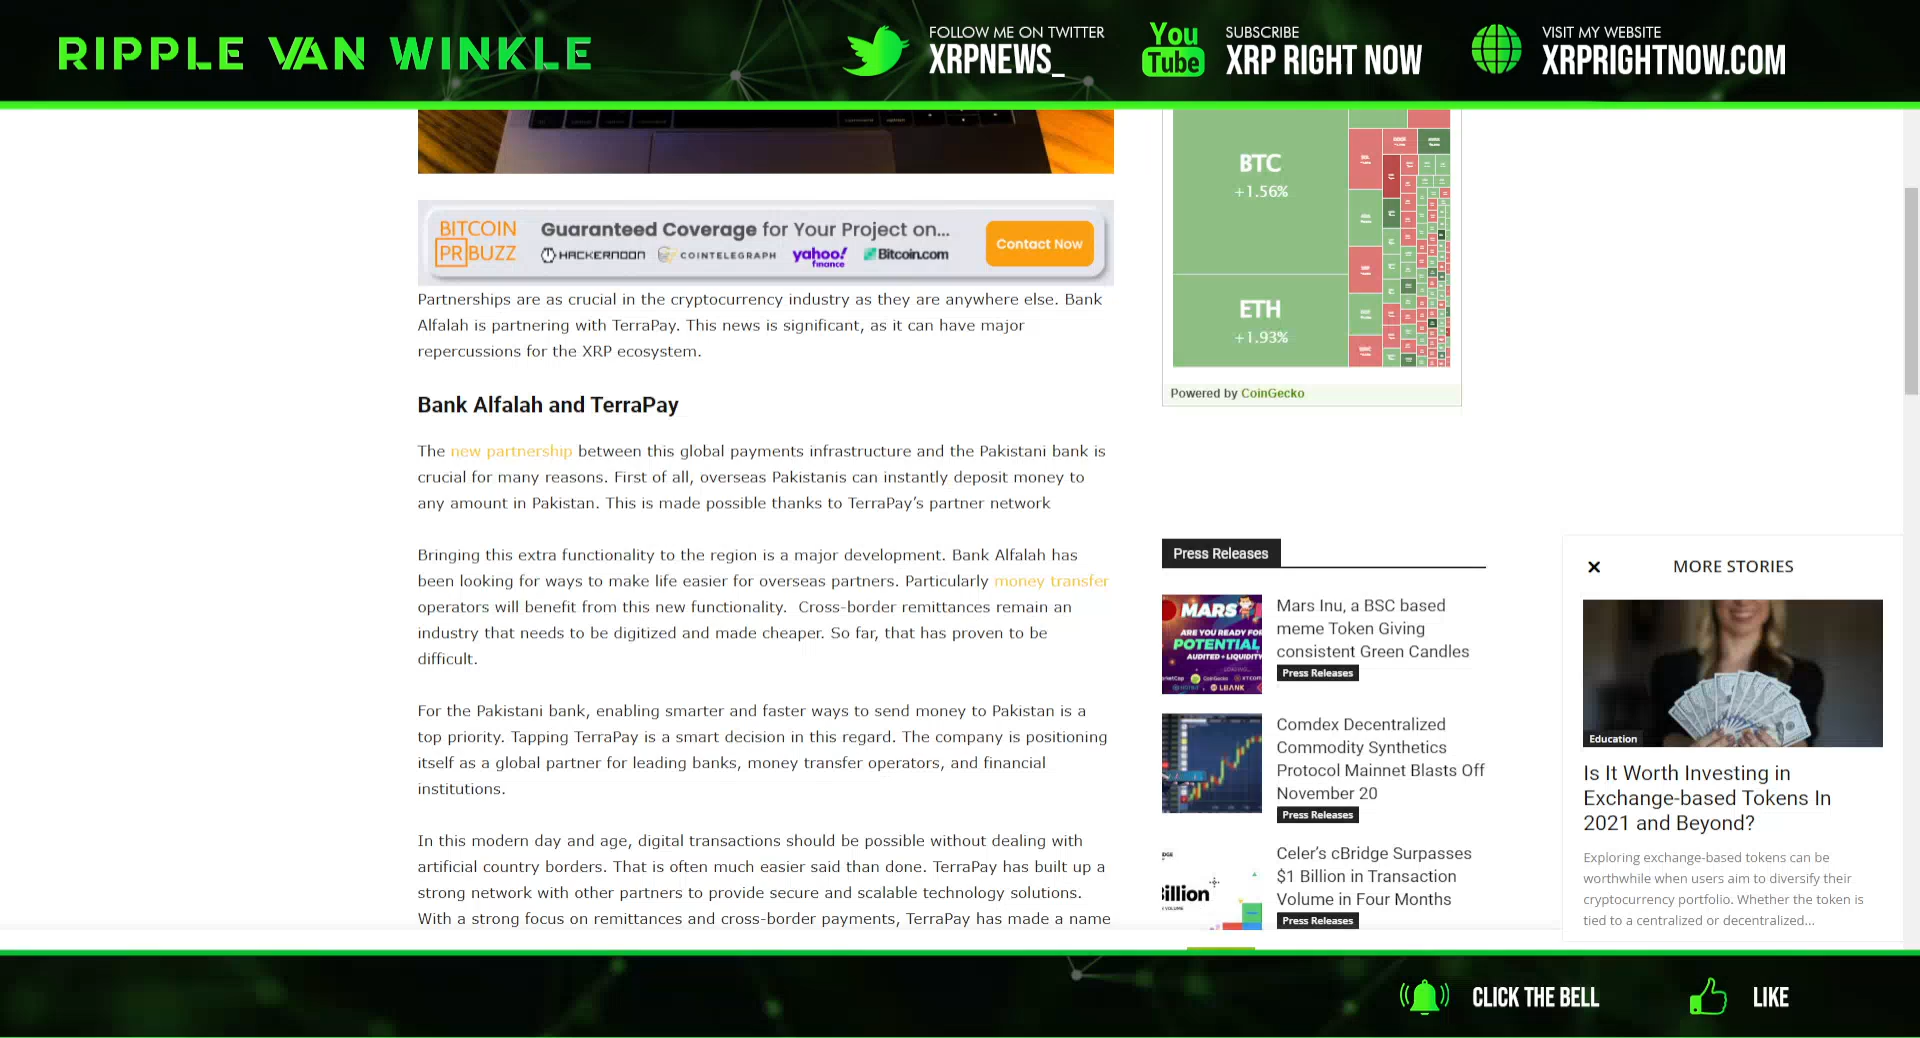 RIPPLE VAN WINKLE
FOLLOW ME ON TWITTER
XRPNEWS_
You
Tube
SUBSCRIBE
XRP RIGHT NOW
VISIT MY WEBSITE
XRPRIGHTNOW.COM
BITCOIN
PR BUZZ
Guaranteed Coverage for Your Project on...
HACKERNOON COINTELEGRAPH yahoo! finance Bitcoin.com
Contact Now
Partnerships are as crucial in the cryptocurrency industry as they are anywhere else. Bank
Alfalah is partnering with TerraPay. This news is significant, as it can have major
repercussions for the XRP ecosystem.
Bank Alfalah and TerraPay
The new partnership between this global payments infrastructure and the Pakistani bank is
crucial for many reasons. First of all, overseas Pakistanis can instantly deposit money to
any amount in Pakistan. This is made possible thanks to TerraPay’s partner network
Bringing this extra functionality to the region is a major development. Bank Alfalah has
been looking for ways to make life easier for overseas partners. Particularly money transfer
operators will benefit from this new functionality.  Cross-border remittances remain an
industry that needs to be digitized and made cheaper. So far, that has proven to be
difficult.
For the Pakistani bank, enabling smarter and faster ways to send money to Pakistan is a
top priority. Tapping TerraPay is a smart decision in this regard. The company is positioning
itself as a global partner for leading banks, money transfer operators, and financial
institutions.
In this modern day and age, digital transactions should be possible without dealing with
artificial country borders. That is often much easier said than done. TerraPay has built up a
strong network with other partners to provide secure and scalable technology solutions.
With a strong focus on remittances and cross-border payments, TerraPay has made a name
BTC
+1.56%
ETH
+1.93%
Powered by CoinGecko
Press Releases
MARS
ARE YOU READY FOR
POTENTIAL
AUDITED + LIQUIDITY
CoinGecko
LBANK
Mars Inu, a BSC based
meme Token Giving
consistent Green Candles
Press Releases
Comdex Decentralized
Commodity Synthetics
Protocol Mainnet Blasts Off
November 20
Press Releases
illion
Celer’s cBridge Surpasses
$1 Billion in Transaction
Volume in Four Months
Press Releases
MORE STORIES
Education
Is It Worth Investing in
Exchange-based Tokens In
2021 and Beyond?
Exploring exchange-based tokens can be
worthwhile when users aim to diversify their
cryptocurrency portfolio. Whether the token is
tied to a centralized or decentralized...
CLICK THE BELL
LIKE